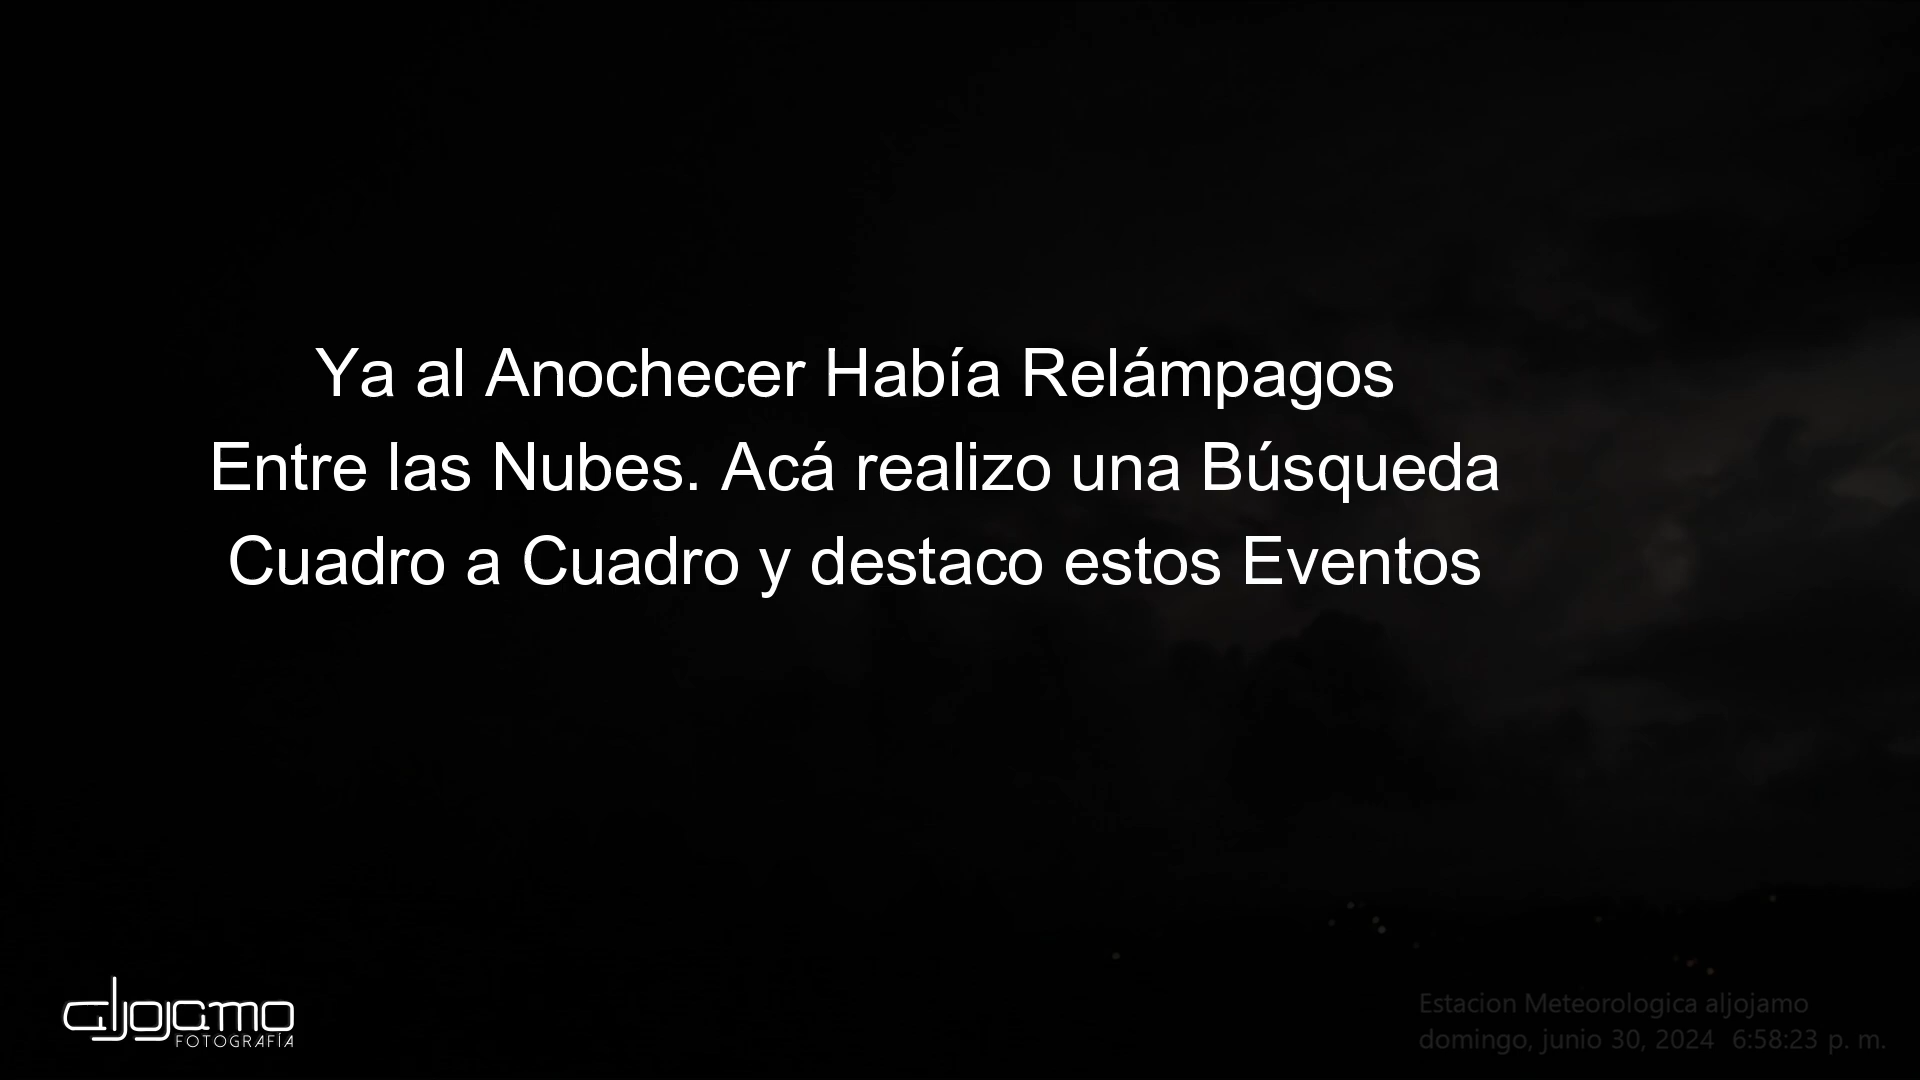 Ya al Anochecer Había Relámpagos
Entre las Nubes. Acá realizo una Búsqueda
Cuadro a Cuadro y destaco estos Eventos
aljojamo
FOTOGRAFÍA
Estacion Meteorologica aljojamo
domingo, junio 30, 2024 6:58:23 p. m.